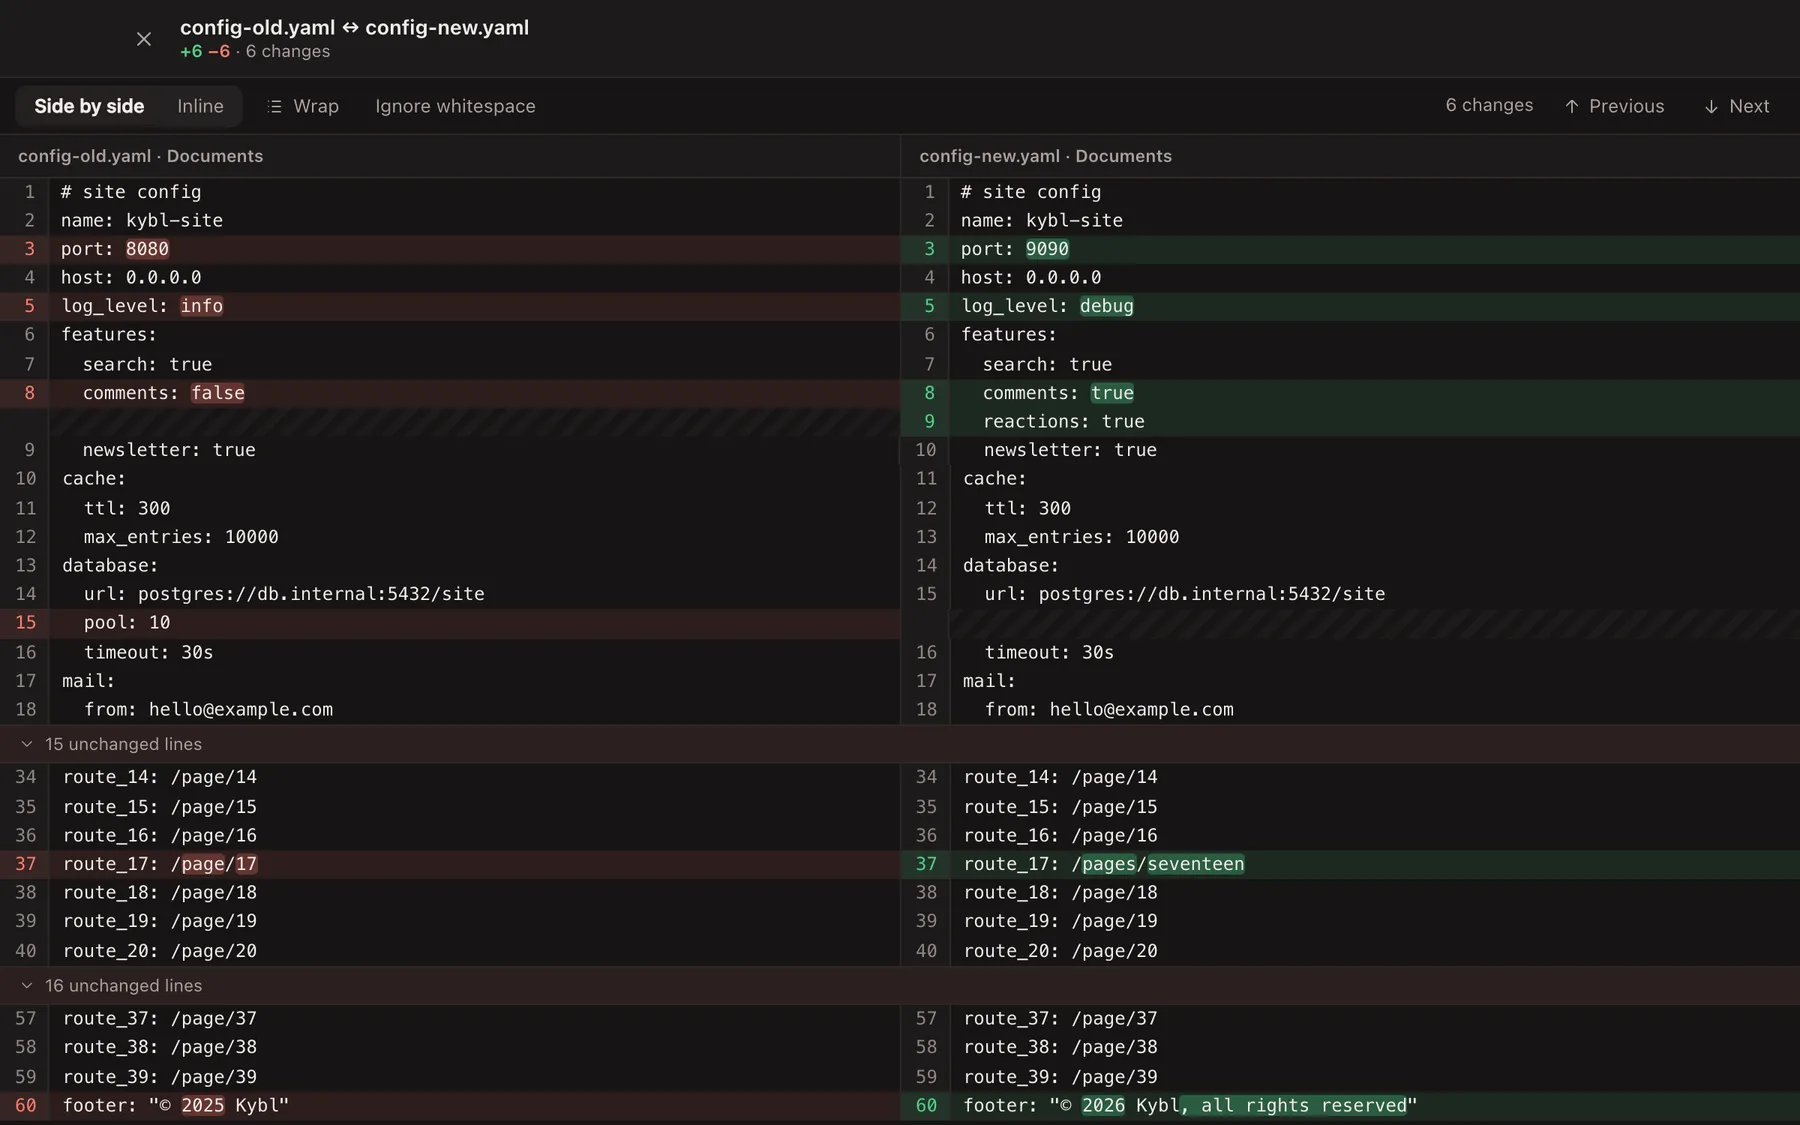 config-old.yaml ↔ config-new.yaml
+6 −6 · 6 changes
Side by side Inline Wrap Ignore whitespace 6 changes ↑ Previous ↓ Next
config-old.yaml · Documents
1 # site config
2 name: kybl-site
3 port: 8080
4 host: 0.0.0.0
5 log_level: info
6 features:
7   search: true
8   comments: false
9   newsletter: true
10 cache:
11   ttl: 300
12   max_entries: 10000
13 database:
14   url: postgres://db.internal:5432/site
15   pool: 10
16   timeout: 30s
17 mail:
18   from: hello@example.com
config-new.yaml · Documents
1 # site config
2 name: kybl-site
3 port: 9090
4 host: 0.0.0.0
5 log_level: debug
6 features:
7   search: true
8   comments: true
9   reactions: true
10   newsletter: true
11 cache:
12   ttl: 300
13   max_entries: 10000
14 database:
15   url: postgres://db.internal:5432/site
16   timeout: 30s
17 mail:
18   from: hello@example.com
15 unchanged lines
34 route_14: /page/14
35 route_15: /page/15
36 route_16: /page/16
37 route_17: /page/17
38 route_18: /page/18
39 route_19: /page/19
40 route_20: /page/20
34 route_14: /page/14
35 route_15: /page/15
36 route_16: /page/16
37 route_17: /pages/seventeen
38 route_18: /page/18
39 route_19: /page/19
40 route_20: /page/20
16 unchanged lines
57 route_37: /page/37
58 route_38: /page/38
59 route_39: /page/39
60 footer: "© 2025 Kybl"
57 route_37: /page/37
58 route_38: /page/38
59 route_39: /page/39
60 footer: "© 2026 Kybl, all rights reserved"